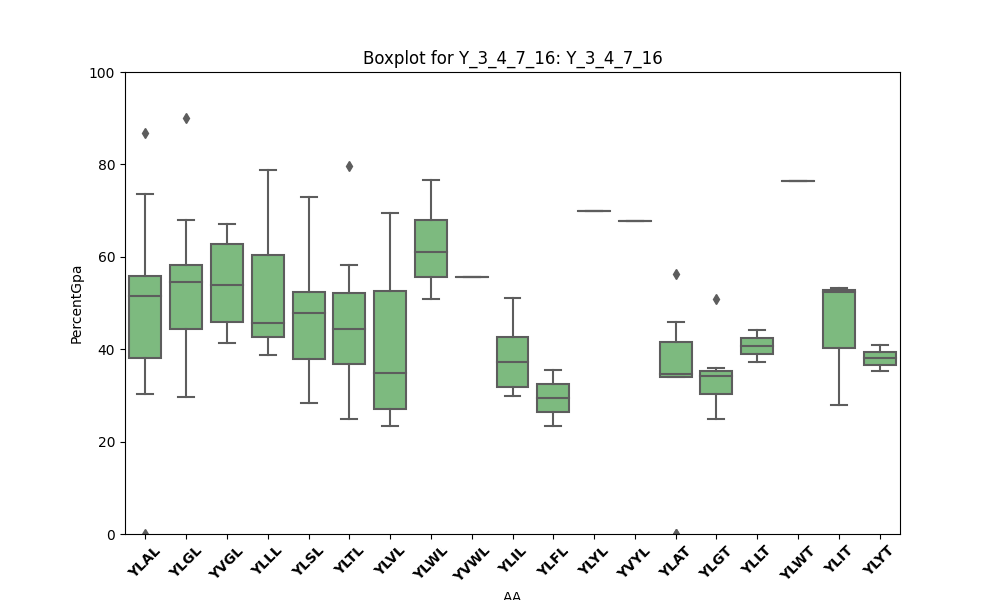 Boxplot for Y_3_4_7_16: Y_3_4_7_16
100
80
60
40
20
0
PercentGpa
YLAL
YLGL
YVGL
YLLL
YLSL
YLTL
YLVL
YLWL
YVWL
YLIL
YLFL
YLYL
YVYL
YLAT
YLGT
YLLT
YLWT
YLIT
YLYT
AA